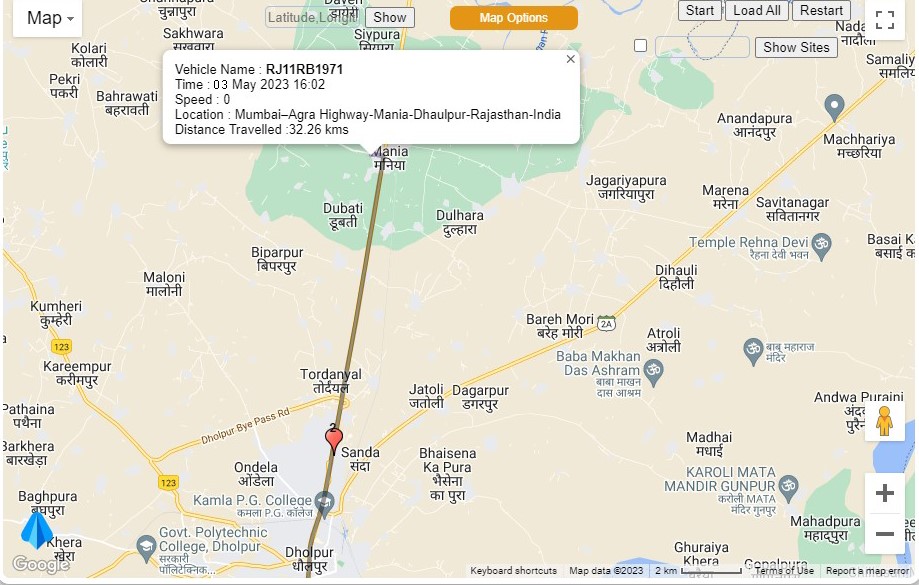 Map
Latitude,Longit
Show
Map Options
Start
Load All
Restart
Show Sites
चुन्नापुरा
Sakhwara
सखवारा
Daveri
Siypura
सियापुरा
Kolari
कोलारी
Pekri
पकरी
Bahrawati
बहरावती
Vehicle Name : RJ11RB1971
Time : 03 May 2023 16:02
Speed : 0
Location : Mumbai–Agra Highway-Mania-Dhaulpur-Rajasthan-India
Distance Travelled :32.26 kms
×
Samaliy
Anandapura
आनंदपुर
Machhariya
मच्छरिया
Mania
मनिया
Jagariyapura
जगरियापुरा
Marena
मरेना
Savitanagar
सवितानगर
Dubati
डूबती
Dulhara
दुल्हारा
Temple Rehna Devi
रेहना देवी भवन
Basai K
बसाई क
Biparpur
बिपरपुर
Maloni
मालोनी
Dihauli
दिहौली
Kumheri
कुम्हेरी
Bareh Mori
बरेह मोरी
2A
Atroli
अत्रोली
123
Kareempur
करीमपुर
Baba Makhan
Das Ashram
बाबा माखन
दास आश्रम
बाबू महाराज
मंदिर
Tordanyal
तोर्दंयल
Jatoli
जतोली
Dagarpur
डगरपुर
Andwa Puraini
Pathaina
पथैना
Dholpur Bye Pass Rd
2
Barkhera
बारखेड़ा
Sanda
संदा
Bhaisena
Ka Pura
भैसेना
का पुरा
Madhai
मधाई
Ondela
ओंडेला
123
KAROLI MATA
MANDIR GUNPUR
करोली MATA
मंदिर गुनपुर
Baghpura
बघपुरा
Kamla P.G. College
कमला P.G. कॉलेज
Mahadpura
महादपुरा
Khera
खेरा
Govt. Polytechnic
College, Dholpur
सरकारी
पॉलिटेक्निक...
Dholpur
धौलपुर
Ghuraiya
Khera
Gopalpura
Google
Keyboard shortcuts
Map data ©2023
2 km
Terms of Use
Report a map error